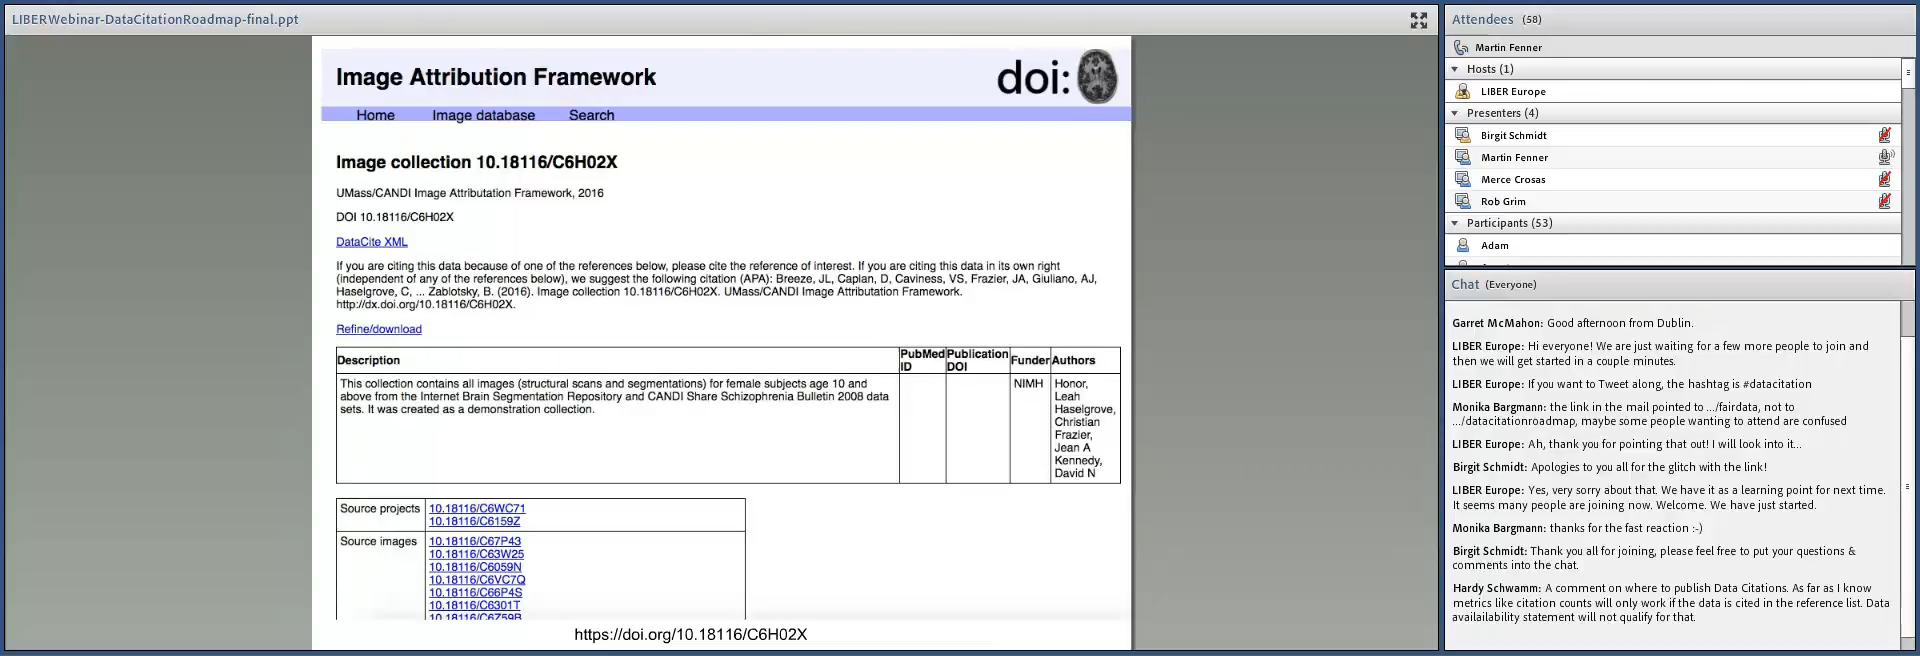 LIBERWebinar-DataCitationRoadmap-final.ppt
Image Attribution Framework
doi:
Home Image database Search
Image collection 10.18116/C6H02X
UMass/CANDI Image Attributation Framework, 2016
DOI 10.18116/C6H02X
DataCite XML
If you are citing this data because of one of the references below, please cite the reference of interest. If you are citing this data in its own right
(independent of any of the references below), we suggest the following citation (APA): Breeze, JL, Caplan, D, Caviness, VS, Frazier, JA, Giuliano, AJ,
Haselgrove, C, ... Zablotsky, B. (2016). Image collection 10.18116/C6H02X. UMass/CANDI Image Attributation Framework.
http://dx.doi.org/10.18116/C6H02X.
Refine/download
Description PubMed ID Publication DOI Funder Authors
This collection contains all images (structural scans and segmentations) for female subjects age 10 and
above from the Internet Brain Segmentation Repository and CANDI Share Schizophrenia Bulletin 2008 data
sets. It was created as a demonstration collection.
NIMH
Honor,
Leah
Haselgrove,
Christian
Frazier,
Jean A
Kennedy,
David N
Source projects 10.18116/C6WC71
10.18116/C6159Z
Source images 10.18116/C67P43
10.18116/C63W25
10.18116/C6059N
10.18116/C6VC7Q
10.18116/C66P4S
10.18116/C6301T
10.18116/C6Z59B
https://doi.org/10.18116/C6H02X
Attendees (58)
Martin Fenner
Hosts (1)
LIBER Europe
Presenters (4)
Birgit Schmidt
Martin Fenner
Merce Crosas
Rob Grim
Participants (53)
Adam
Chat (Everyone)
Garret McMahon: Good afternoon from Dublin.
LIBER Europe: Hi everyone! We are just waiting for a few more people to join and
then we will get started in a couple minutes.
LIBER Europe: If you want to Tweet along, the hashtag is #datacitation
Monika Bargmann: the link in the mail pointed to .../fairdata, not to
.../datacitationroadmap, maybe some people wanting to attend are confused
LIBER Europe: Ah, thank you for pointing that out! I will look into it...
Birgit Schmidt: Apologies to you all for the glitch with the link!
LIBER Europe: Yes, very sorry about that. We have it as a learning point for next time.
It seems many people are joining now. Welcome. We have just started.
Monika Bargmann: thanks for the fast reaction :-)
Birgit Schmidt: Thank you all for joining, please feel free to put your questions &
comments into the chat.
Hardy Schwamm: A comment on where to publish Data Citations. As far as I know
metrics like citation counts will only work if the data is cited in the reference list. Data
availailability statement will not qualify for that.